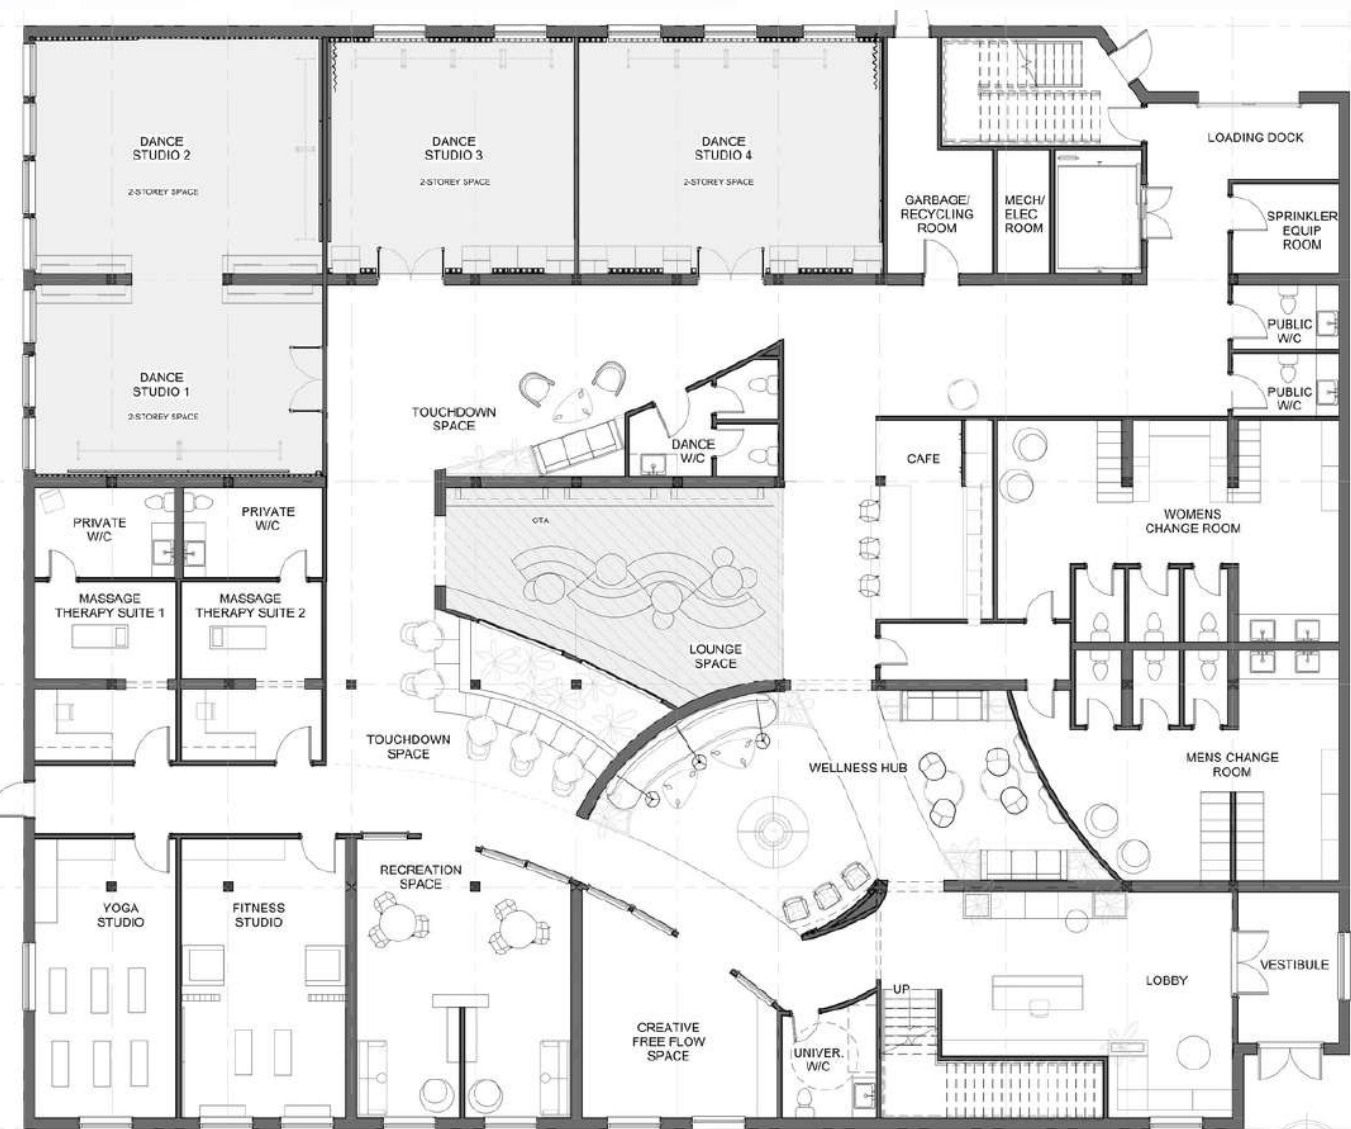 DANCE
STUDIO 2
2-STOREY SPACE
DANCE
STUDIO 3
2-STOREY SPACE
DANCE
STUDIO 4
2-STOREY SPACE
GARBAGE/
RECYCLING
ROOM
MECH/
ELEC
ROOM
LOADING DOCK
SPRINKLER
EQUIP
ROOM
PUBLIC
W/C
PUBLIC
W/C
DANCE
STUDIO 1
2-STOREY SPACE
TOUCHDOWN
SPACE
DANCE
W/C
CAFE
WOMENS
CHANGE ROOM
PRIVATE
W/C
PRIVATE
W/C
MASSAGE
THERAPY SUITE 1
MASSAGE
THERAPY SUITE 2
LOUNGE
SPACE
TOUCHDOWN
SPACE
WELLNESS HUB
MENS CHANGE
ROOM
RECREATION
SPACE
YOGA
STUDIO
FITNESS
STUDIO
CREATIVE
FREE FLOW
SPACE
UNIVER.
W/C
UP
LOBBY
VESTIBULE